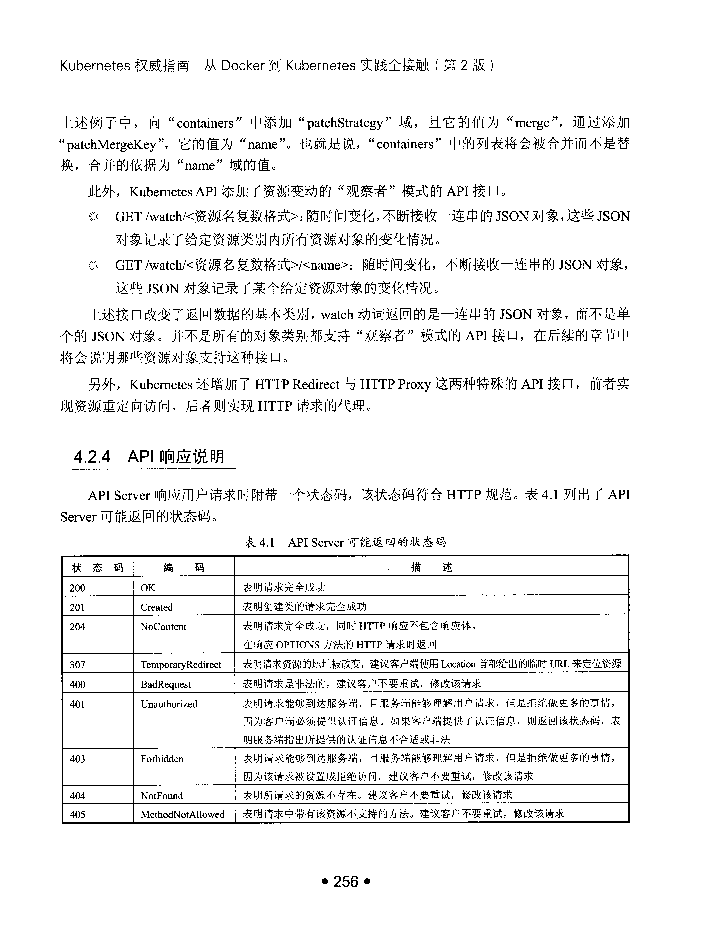 Kubernetes 权威指南 从 Docker 到 Kubernetes 实践全接触（第 2 版）
上述例子中，向“containers”中添加“patchStrategy”域，且它的值为“merge”，通过添加
“patchMergeKey”，它的值为“name”。也就是说，“containers”中的列表将会被合并而不是替
换，合并的依据为“name”域的值。
此外，Kubernetes API 添加了资源变动的“观察者”模式的 API 接口。
GET /watch/<资源名复数格式>：随时间变化，不断接收一连串的 JSON 对象，这些 JSON
对象记录了给定资源类别内所有资源对象的变化情况。
GET /watch/<资源名复数格式>/<name>：随时间变化，不断接收一连串的 JSON 对象，
这些 JSON 对象记录了某个给定资源对象的变化情况。
上述接口改变了返回数据的基本类别，watch 动词返回的是一连串的 JSON 对象，而不是单
个的 JSON 对象。并不是所有的对象类别都支持“观察者”模式的 API 接口，在后续的章节中
将会说明哪些资源对象支持这种接口。
另外，Kubernetes 还增加了 HTTP Redirect 与 HTTP Proxy 这两种特殊的 API 接口，前者实
现资源重定向访问，后者则实现 HTTP 请求的代理。
4.2.4 API 响应说明
API Server 响应用户请求时附带一个状态码，该状态码符合 HTTP 规范。表 4.1 列出了 API
Server 可能返回的状态码。
表 4.1 API Server 可能返回的状态码
状 态 码 编 码 描 述
200 OK 表明请求完全成功
201 Created 表明创建类的请求完全成功
204 NoContent 表明请求完全成功，同时 HTTP 响应不包含响应体。
在响应 OPTIONS 方法的 HTTP 请求时返回
307 TemporaryRedirect 表明请求资源的地址被改变，建议客户端使用 Location 首部给出的临时 URL 来定位资源
400 BadRequest 表明请求是非法的，建议客户不要重试，修改该请求
401 Unauthorized 表明请求能够到达服务端，且服务端能够理解用户请求，但是拒绝做更多的事情，
因为客户端必须提供认证信息。如果客户端提供了认证信息，则返回该状态码，表
明服务端指出所提供的认证信息不合适或非法
403 Forbidden 表明请求能够到达服务端，且服务端能够理解用户请求，但是拒绝做更多的事情，
因为该请求被设置成拒绝访问，建议客户不要重试，修改该请求
404 NotFound 表明所请求的资源不存在。建议客户不要重试，修改该请求
405 MethodNotAllowed 表明请求中带有该资源不支持的方法。建议客户不要重试，修改该请求
• 256 •